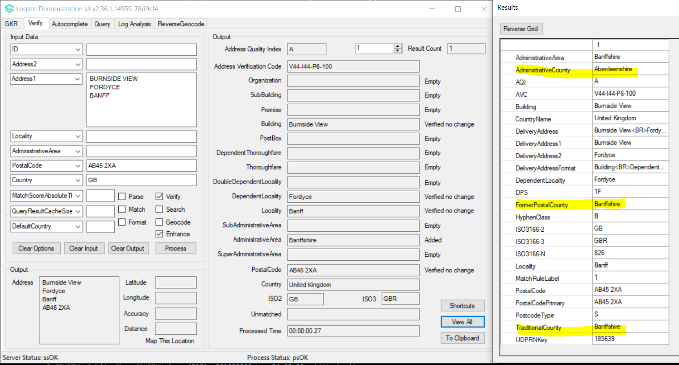 Loqate Demonstration UI v2.36.1.14959-78d9cf4
GKR Verify Autocomplete Query Log Analysis ReverseGeocode
Input Data
ID
Address2
Address1 BURNSIDE VIEW
FORDYCE
BANFF
Locality
AdministrativeArea
PostalCode AB45 2XA
Country GB
MatchScoreAbsoluteTl Parse Verify
QueryResultCacheSize Match Search
DefaultCountry Format Geocode
Enhance
Clear Options Clear Input Clear Output Process
Output
Address Burnside View
Fordyce
Banff
AB45 2XA
Latitude
Longitude
Accuracy
Distance
Map This Location
Output
Address Quality Index A 1 Result Count 1
Address Verification Code V44-I44-P6-100
Organization Empty
SubBuilding Empty
Premise Empty
Building Burnside View Verified no change
PostBox Empty
DependentThoroughfare Empty
Thoroughfare Empty
DoubleDependentLocality Empty
DependentLocality Fordyce Verified no change
Locality Banff Verified no change
SubAdministrativeArea Empty
AdministrativeArea Banffshire Added
SuperAdministrativeArea Empty
PostalCode AB45 2XA Verified no change
Country United Kingdom
ISO2 GB ISO3 GBR
Unmatched
Processed Time 00:00:00.27
Shortcuts
View All
To Clipboard
Server Status: ssOK Process Status: psOK
Results
Reverse Grid
1
AdministrativeArea Banffshire
AdministrativeCounty Aberdeenshire
AQI A
AVC V44-I44-P6-100
Building Burnside View
CountryName United Kingdom
DeliveryAddress Burnside View<BR>Fordy...
DeliveryAddress1 Burnside View
DeliveryAddress2 Fordyce
DeliveryAddressFormat Building<BR>Dependent...
DependentLocality Fordyce
DPS 1F
FormerPostalCounty Banffshire
HyphenClass B
ISO3166-2 GB
ISO3166-3 GBR
ISO3166-N 826
Locality Banff
MatchRuleLabel 1
PostalCode AB45 2XA
PostalCodePrimary AB45 2XA
PostcodeType S
TraditionalCounty Banffshire
UDPRNKey 185639